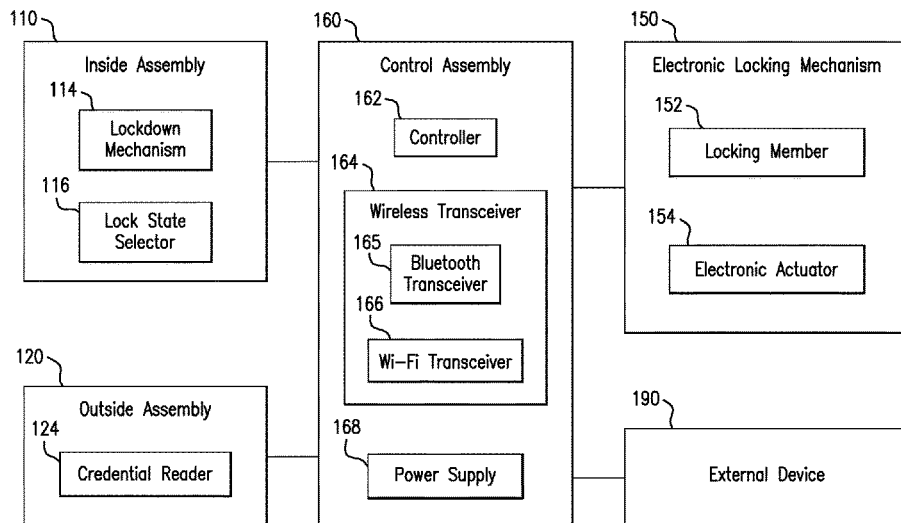 110
Inside Assembly
114
Lockdown
Mechanism
116
Lock State
Selector
120
Outside Assembly
124
Credential Reader
160
Control Assembly
162
Controller
164
Wireless Transceiver
165
Bluetooth
Transceiver
166
Wi-Fi Transceiver
168
Power Supply
150
Electronic Locking Mechanism
152
Locking Member
154
Electronic Actuator
190
External Device